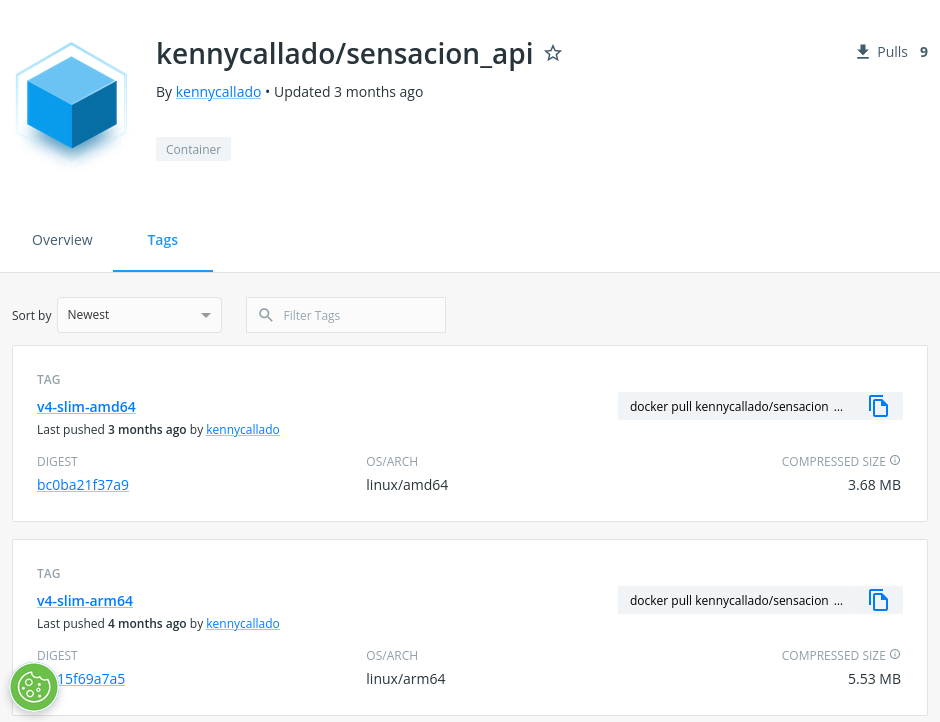 kennycallado/sensacion_api
Pulls 9
By kennycallado • Updated 3 months ago
Container
Overview
Tags
Sort by
Newest
Filter Tags
TAG
v4-slim-amd64
docker pull kennycallado/sensacion ...
Last pushed 3 months ago by kennycallado
DIGEST
OS/ARCH
COMPRESSED SIZE
bc0ba21f37a9
linux/amd64
3.68 MB
TAG
v4-slim-arm64
docker pull kennycallado/sensacion ...
Last pushed 4 months ago by kennycallado
DIGEST
OS/ARCH
COMPRESSED SIZE
15f69a7a5
linux/arm64
5.53 MB